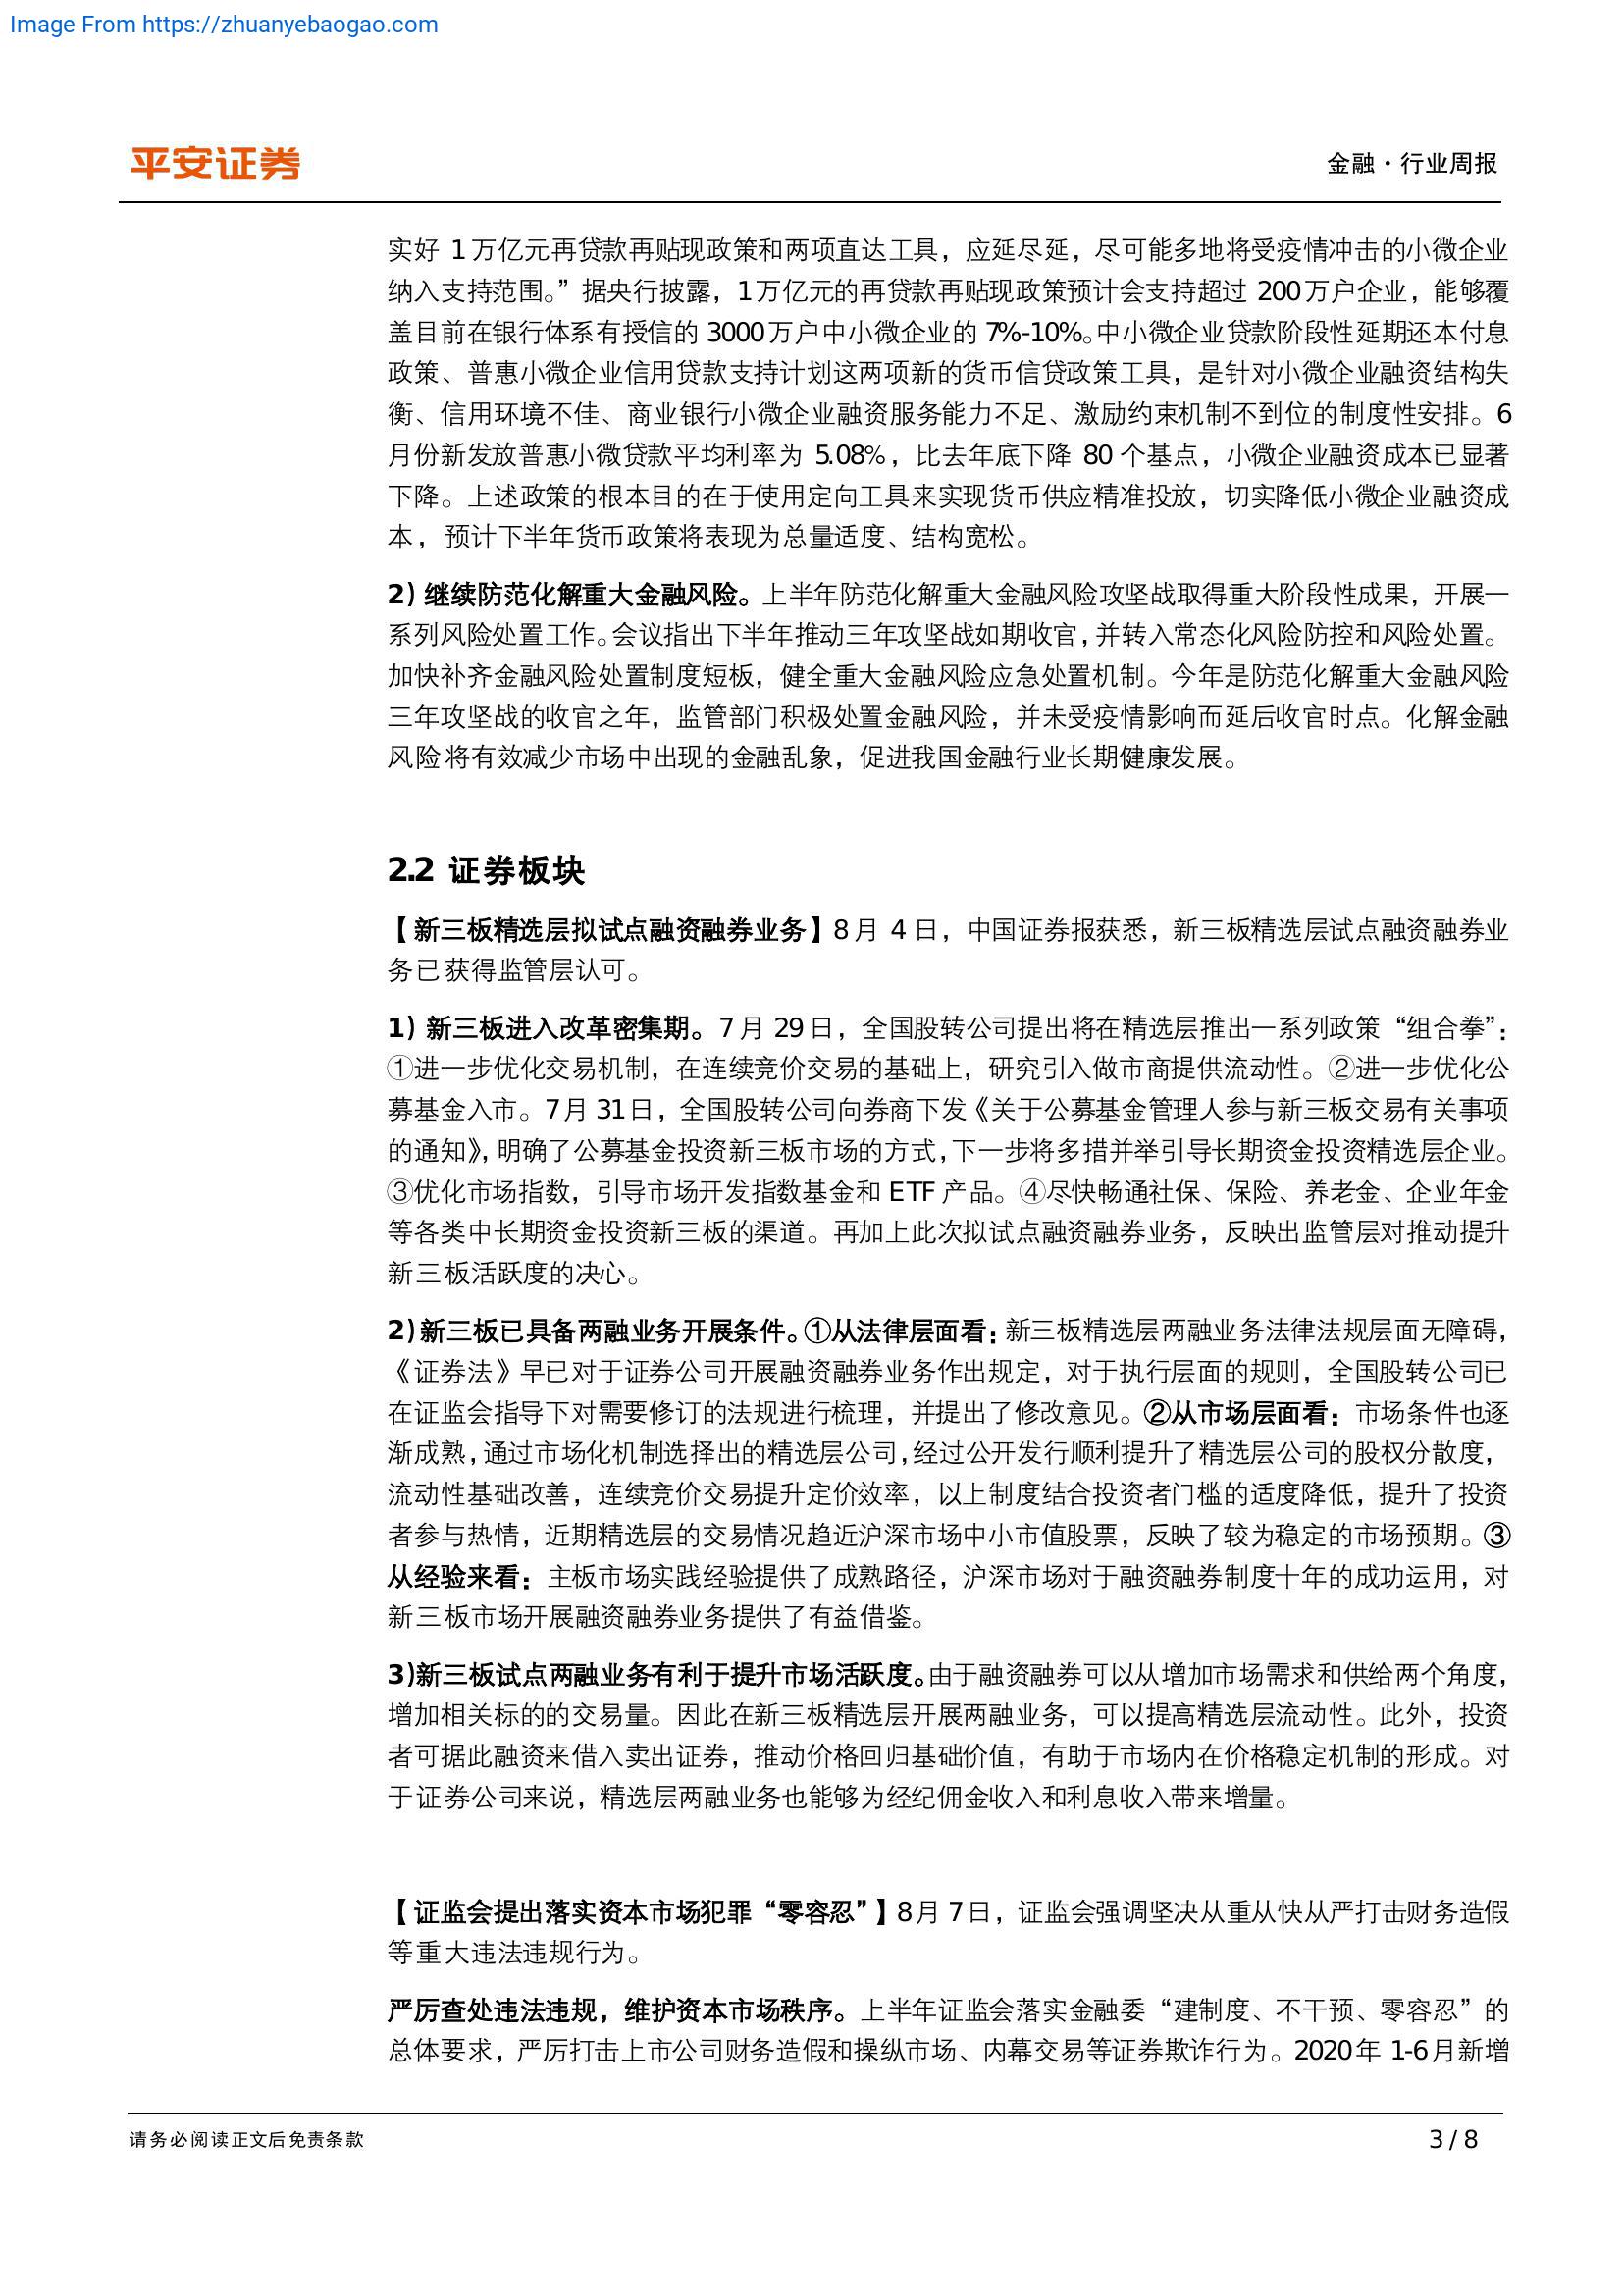 Image From https://zhuanyebaogao.com
平安证券
金融·行业周报
实好 1 万亿元再贷款再贴现政策和两项直达工具，应延尽延，尽可能多地将受疫情冲击的小微企业
纳入支持范围。”据央行披露，1 万亿元的再贷款再贴现政策预计会支持超过 200 万户企业，能够覆
盖目前在银行体系有授信的 3000 万户中小微企业的 7%-10%。中小微企业贷款阶段性延期还本付息
政策、普惠小微企业信用贷款支持计划这两项新的货币信贷政策工具，是针对小微企业融资结构失
衡、信用环境不佳、商业银行小微企业融资服务能力不足、激励约束机制不到位的制度性安排。6
月份新发放普惠小微贷款平均利率为 5.08%，比去年底下降 80 个基点，小微企业融资成本已显著
下降。上述政策的根本目的在于使用定向工具来实现货币供应精准投放，切实降低小微企业融资成
本，预计下半年货币政策将表现为总量适度、结构宽松。
2）继续防范化解重大金融风险。上半年防范化解重大金融风险攻坚战取得重大阶段性成果，开展一
系列风险处置工作。会议指出下半年推动三年攻坚战如期收官，并转入常态化风险防控和风险处置。
加快补齐金融风险处置制度短板，健全重大金融风险应急处置机制。今年是防范化解重大金融风险
三年攻坚战的收官之年，监管部门积极处置金融风险，并未受疫情影响而延后收官时点。化解金融
风险将有效减少市场中出现的金融乱象，促进我国金融行业长期健康发展。
2.2 证券板块
【新三板精选层拟试点融资融券业务】8 月 4 日，中国证券报获悉，新三板精选层试点融资融券业
务已获得监管层认可。
1）新三板进入改革密集期。7 月 29 日，全国股转公司提出将在精选层推出一系列政策“组合拳”：
①进一步优化交易机制，在连续竞价交易的基础上，研究引入做市商提供流动性。②进一步优化公
募基金入市。7 月 31 日，全国股转公司向券商下发《关于公募基金管理人参与新三板交易有关事项
的通知》，明确了公募基金投资新三板市场的方式，下一步将多措并举引导长期资金投资精选层企业。
③优化市场指数，引导市场开发指数基金和 ETF 产品。④尽快畅通社保、保险、养老金、企业年金
等各类中长期资金投资新三板的渠道。再加上此次拟试点融资融券业务，反映出监管层对推动提升
新三板活跃度的决心。
2）新三板已具备两融业务开展条件。①从法律层面看：新三板精选层两融业务法律法规层面无障碍，
《证券法》早已对于证券公司开展融资融券业务作出规定，对于执行层面的规则，全国股转公司已
在证监会指导下对需要修订的法规进行梳理，并提出了修改意见。②从市场层面看：市场条件也逐
渐成熟，通过市场化机制选择出的精选层公司，经过公开发行顺利提升了精选层公司的股权分散度，
流动性基础改善，连续竞价交易提升定价效率，以上制度结合投资者门槛的适度降低，提升了投资
者参与热情，近期精选层的交易情况趋近沪深市场中小市值股票，反映了较为稳定的市场预期。③
从经验来看：主板市场实践经验提供了成熟路径，沪深市场对于融资融券制度十年的成功运用，对
新三板市场开展融资融券业务提供了有益借鉴。
3）新三板试点两融业务有利于提升市场活跃度。由于融资融券可以从增加市场需求和供给两个角度，
增加相关标的的交易量。因此在新三板精选层开展两融业务，可以提高精选层流动性。此外，投资
者可据此融资来借入卖出证券，推动价格回归基础价值，有助于市场内在价格稳定机制的形成。对
于证券公司来说，精选层两融业务也能够为经纪佣金收入和利息收入带来增量。
【证监会提出落实资本市场犯罪“零容忍”】8 月 7 日，证监会强调坚决从重从快从严打击财务造假
等重大违法违规行为。
严厉查处违法违规，维护资本市场秩序。上半年证监会落实金融委“建制度、不干预、零容忍”的
总体要求，严厉打击上市公司财务造假和操纵市场、内幕交易等证券欺诈行为。2020 年 1-6 月新增
请务必阅读正文后免责条款
3 / 8